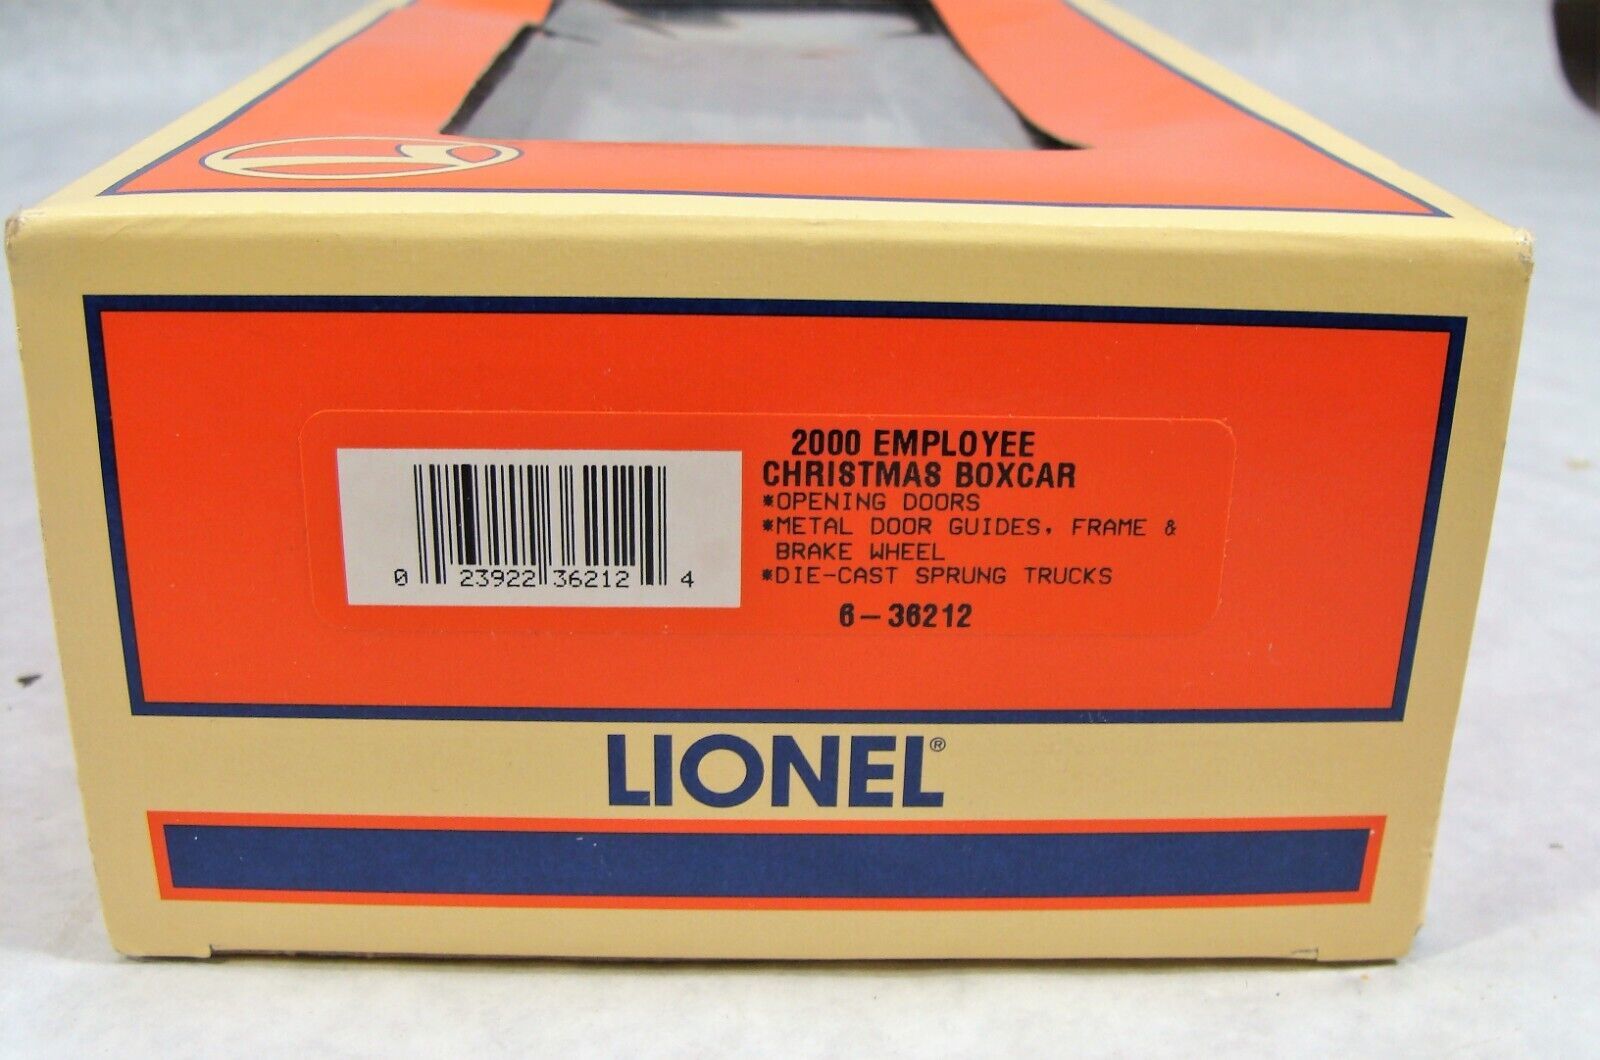 2000 EMPLOYEE
CHRISTMAS BOXCAR
*OPENING DOORS
*METAL DOOR GUIDES, FRAME &
BRAKE WHEEL
*DIE-CAST SPRUNG TRUCKS
6-36212
0 23922 36212 4
LIONEL®